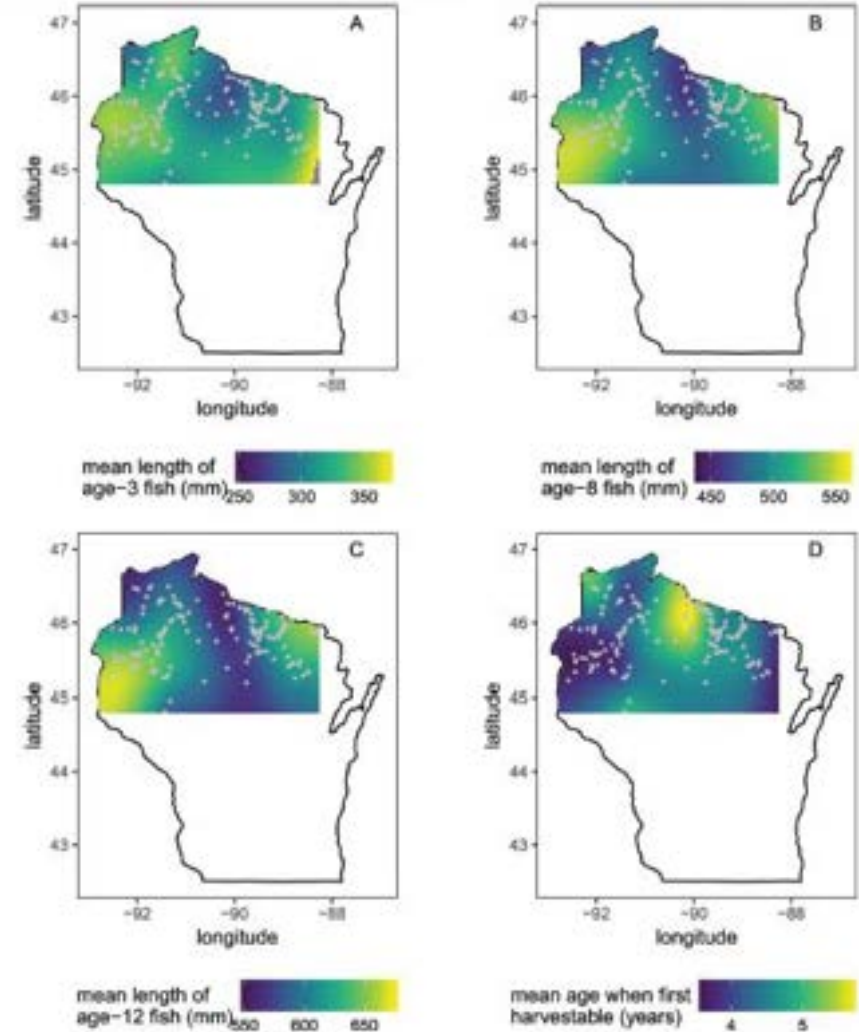 A
47
46
45
44
43
latitude
−92
−90
−88
longitude
mean length of
age−3 fish (mm)
250
300
350
B
47
46
45
44
43
latitude
−92
−90
−88
longitude
mean length of
age−8 fish (mm)
450
500
550
C
47
46
45
44
43
latitude
−92
−90
−88
longitude
mean length of
age−12 fish (mm)
550
600
650
D
47
46
45
44
43
latitude
−92
−90
−88
longitude
mean age when first
harvestable (years)
4
5